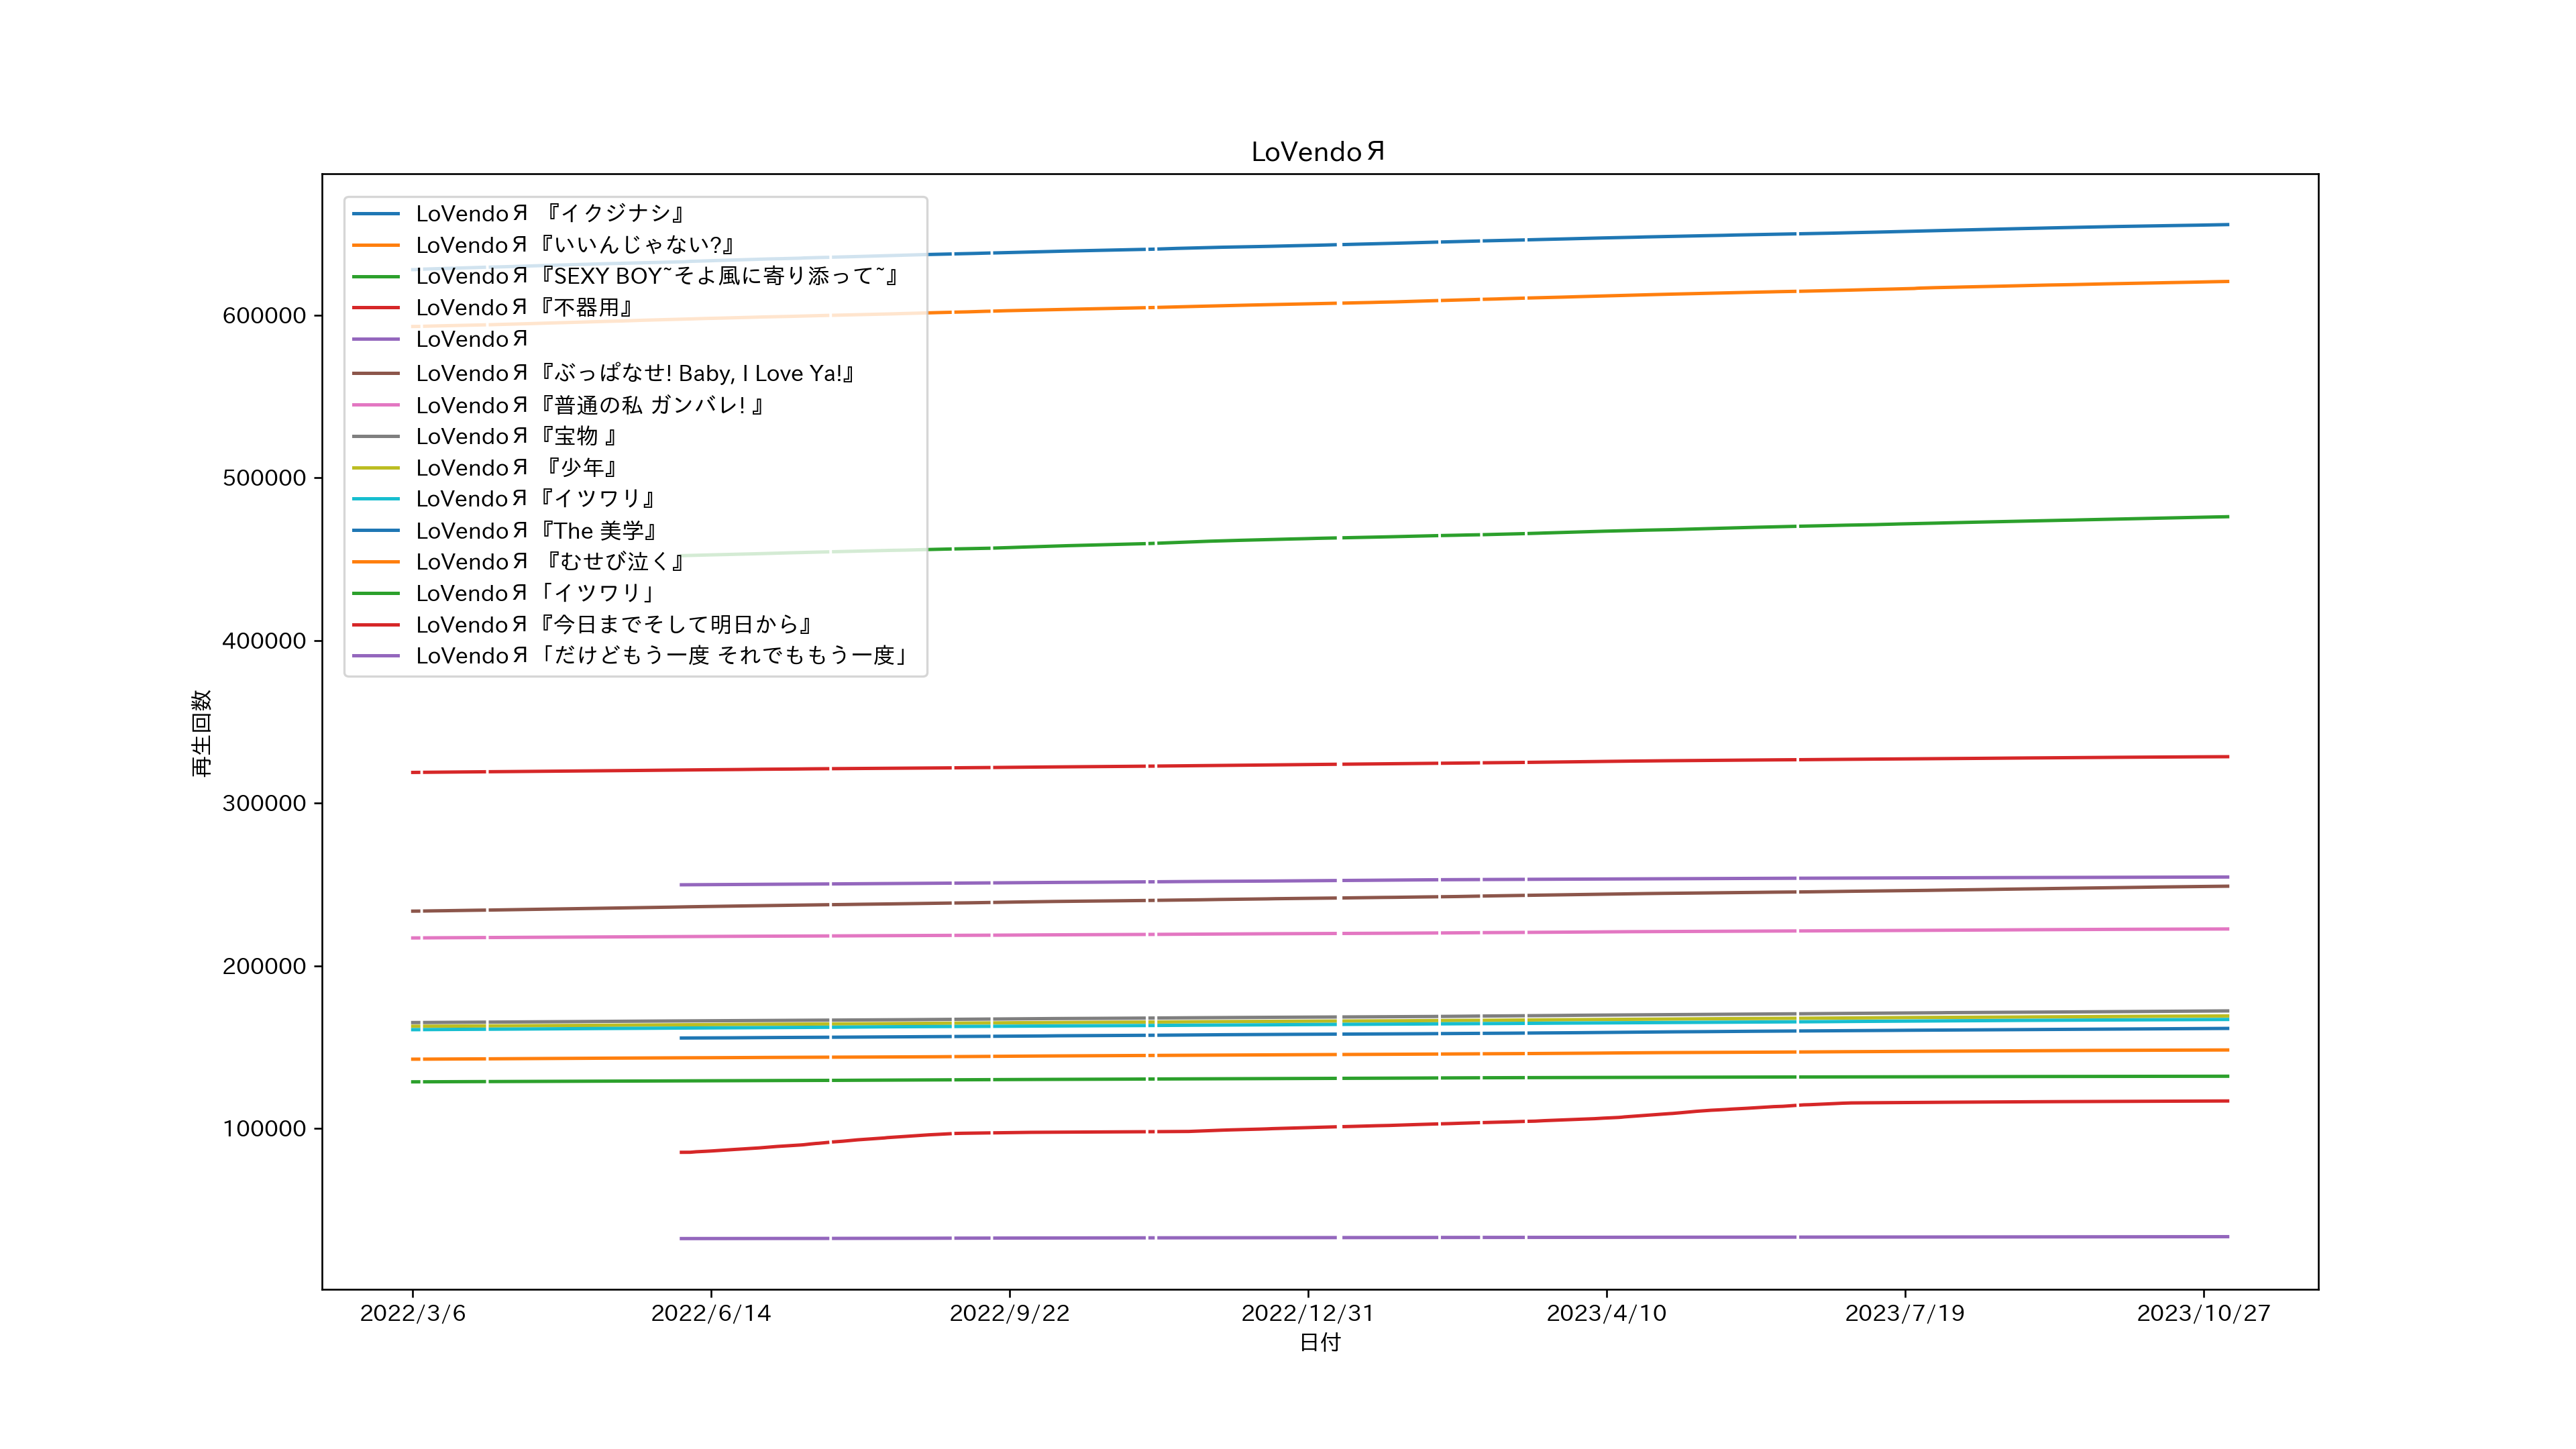 LoVendoЯ
LoVendoЯ 『イクジナシ』
LoVendoЯ『いいんじゃない?』
LoVendoЯ『SEXY BOY~そよ風に寄り添って~』
LoVendoЯ『不器用』
LoVendoЯ
LoVendoЯ『ぶっぱなせ! Baby, I Love Ya!』
LoVendoЯ『普通の私 ガンバレ! 』
LoVendoЯ『宝物 』
LoVendoЯ 『少年』
LoVendoЯ『イツワリ』
LoVendoЯ『The 美学』
LoVendoЯ 『むせび泣く』
LoVendoЯ「イツワリ」
LoVendoЯ『今日までそして明日から』
LoVendoЯ「だけどもう一度 それでももう一度」
600000
500000
400000
300000
200000
100000
再生回数
2022/3/6
2022/6/14
2022/9/22
2022/12/31
2023/4/10
2023/7/19
2023/10/27
日付